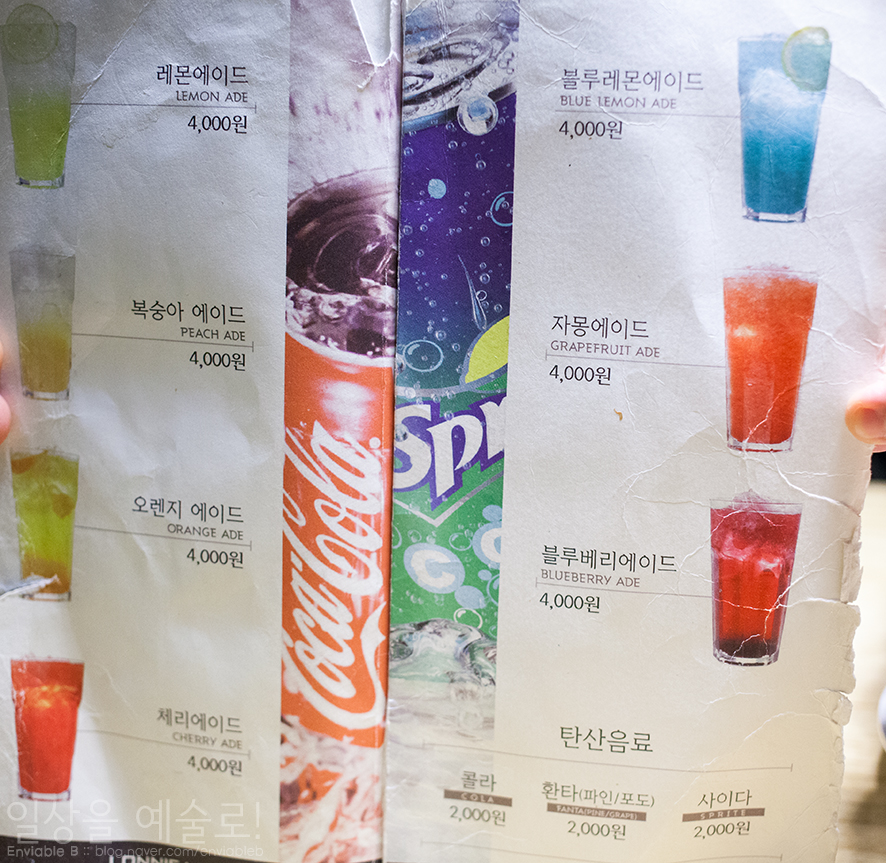 레몬에이드
LEMON ADE
4,000원
복숭아 에이드
PEACH ADE
4,000원
오렌지 에이드
ORANGE ADE
4,000원
체리에이드
CHERRY ADE
4,000원
Coca-Cola
Spr
블루레몬에이드
BLUE LEMON ADE
4,000원
자몽에이드
GRAPEFRUIT ADE
4,000원
블루베리에이드
BLUEBERRY ADE
4,000원
탄산음료
콜라
COLA
2,000원
환타(파인/포도)
FANTA(PINE/GRAPE)
2,000원
사이다
SPRITE
2,000원
일상을 예술로!
Enviable B :: blog.naver.com/enviableb